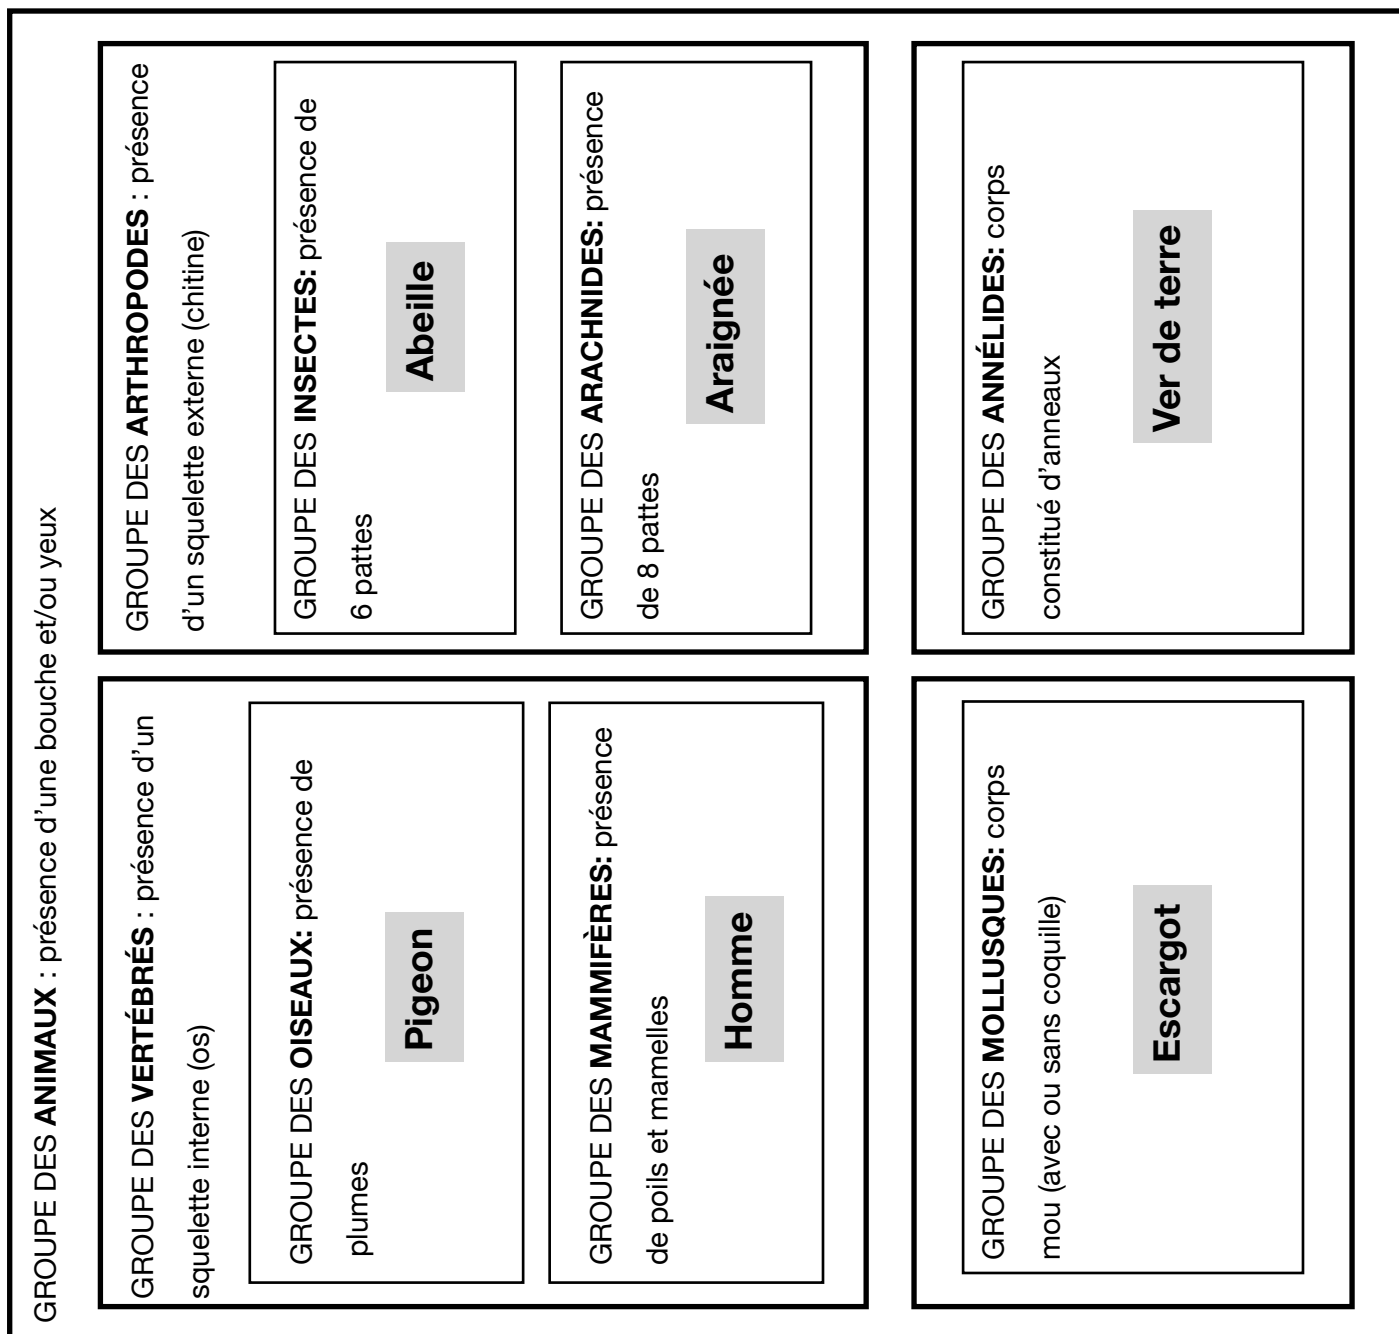 GROUPE DES ANIMAUX : présence d'une bouche et/ou yeux
GROUPE DES VERTÉBRÉS : présence d'un
squelette interne (os)
GROUPE DES OISEAUX: présence de
plumes
Pigeon
GROUPE DES MAMMIFÈRES: présence
de poils et mamelles
Homme
GROUPE DES ARTHROPODES : présence
d'un squelette externe (chitine)
GROUPE DES INSECTES: présence de
6 pattes
Abeille
GROUPE DES ARACHNIDES: présence
de 8 pattes
Araignée
GROUPE DES MOLLUSQUES: corps
mou (avec ou sans coquille)
Escargot
GROUPE DES ANNÉLIDES: corps
constitué d'anneaux
Ver de terre